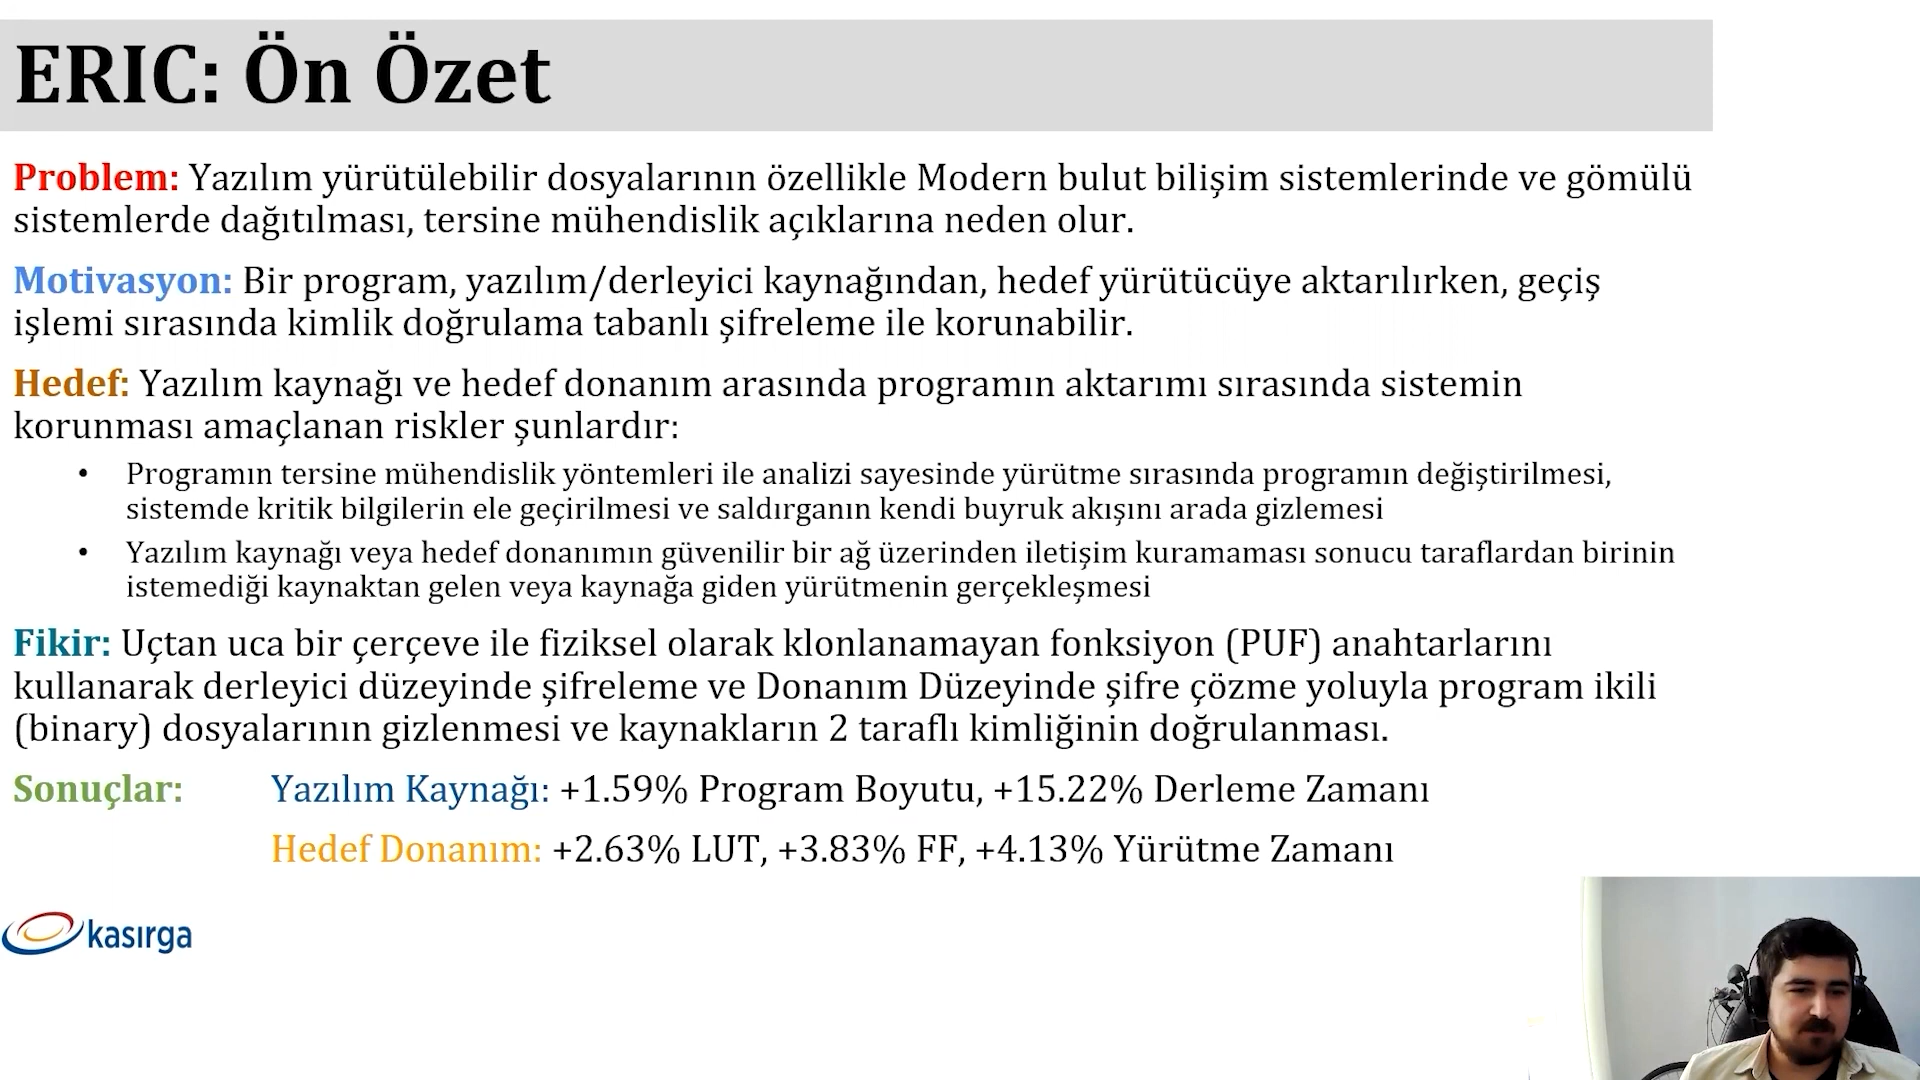 ERIC: Ön Özet
Problem: Yazılım yürütülebilir dosyalarının özellikle Modern bulut bilişim sistemlerinde ve gömülü
sistemlerde dağıtılması, tersine mühendislik açıklarına neden olur.
Motivasyon: Bir program, yazılım/derleyici kaynağından, hedef yürütücüye aktarılırken, geçiş
işlemi sırasında kimlik doğrulama tabanlı şifreleme ile korunabilir.
Hedef: Yazılım kaynağı ve hedef donanım arasında programın aktarımı sırasında sistemin
korunması amaçlanan riskler şunlardır:
• Programın tersine mühendislik yöntemleri ile analizi sayesinde yürütme sırasında programın değiştirilmesi,
sistemde kritik bilgilerin ele geçirilmesi ve saldırganın kendi buyruk akışını arada gizlemesi
• Yazılım kaynağı veya hedef donanımın güvenilir bir ağ üzerinden iletişim kuramaması sonucu taraflardan birinin
istemediği kaynaktan gelen veya kaynağa giden yürütmenin gerçekleşmesi
Fikir: Uçtan uca bir çerçeve ile fiziksel olarak klonlanamayan fonksiyon (PUF) anahtarlarını
kullanarak derleyici düzeyinde şifreleme ve Donanım Düzeyinde şifre çözme yoluyla program ikili
(binary) dosyalarının gizlenmesi ve kaynakların 2 taraflı kimliğinin doğrulanması.
Sonuçlar: Yazılım Kaynağı: +1.59% Program Boyutu, +15.22% Derleme Zamanı
Hedef Donanım: +2.63% LUT, +3.83% FF, +4.13% Yürütme Zamanı
kasırga